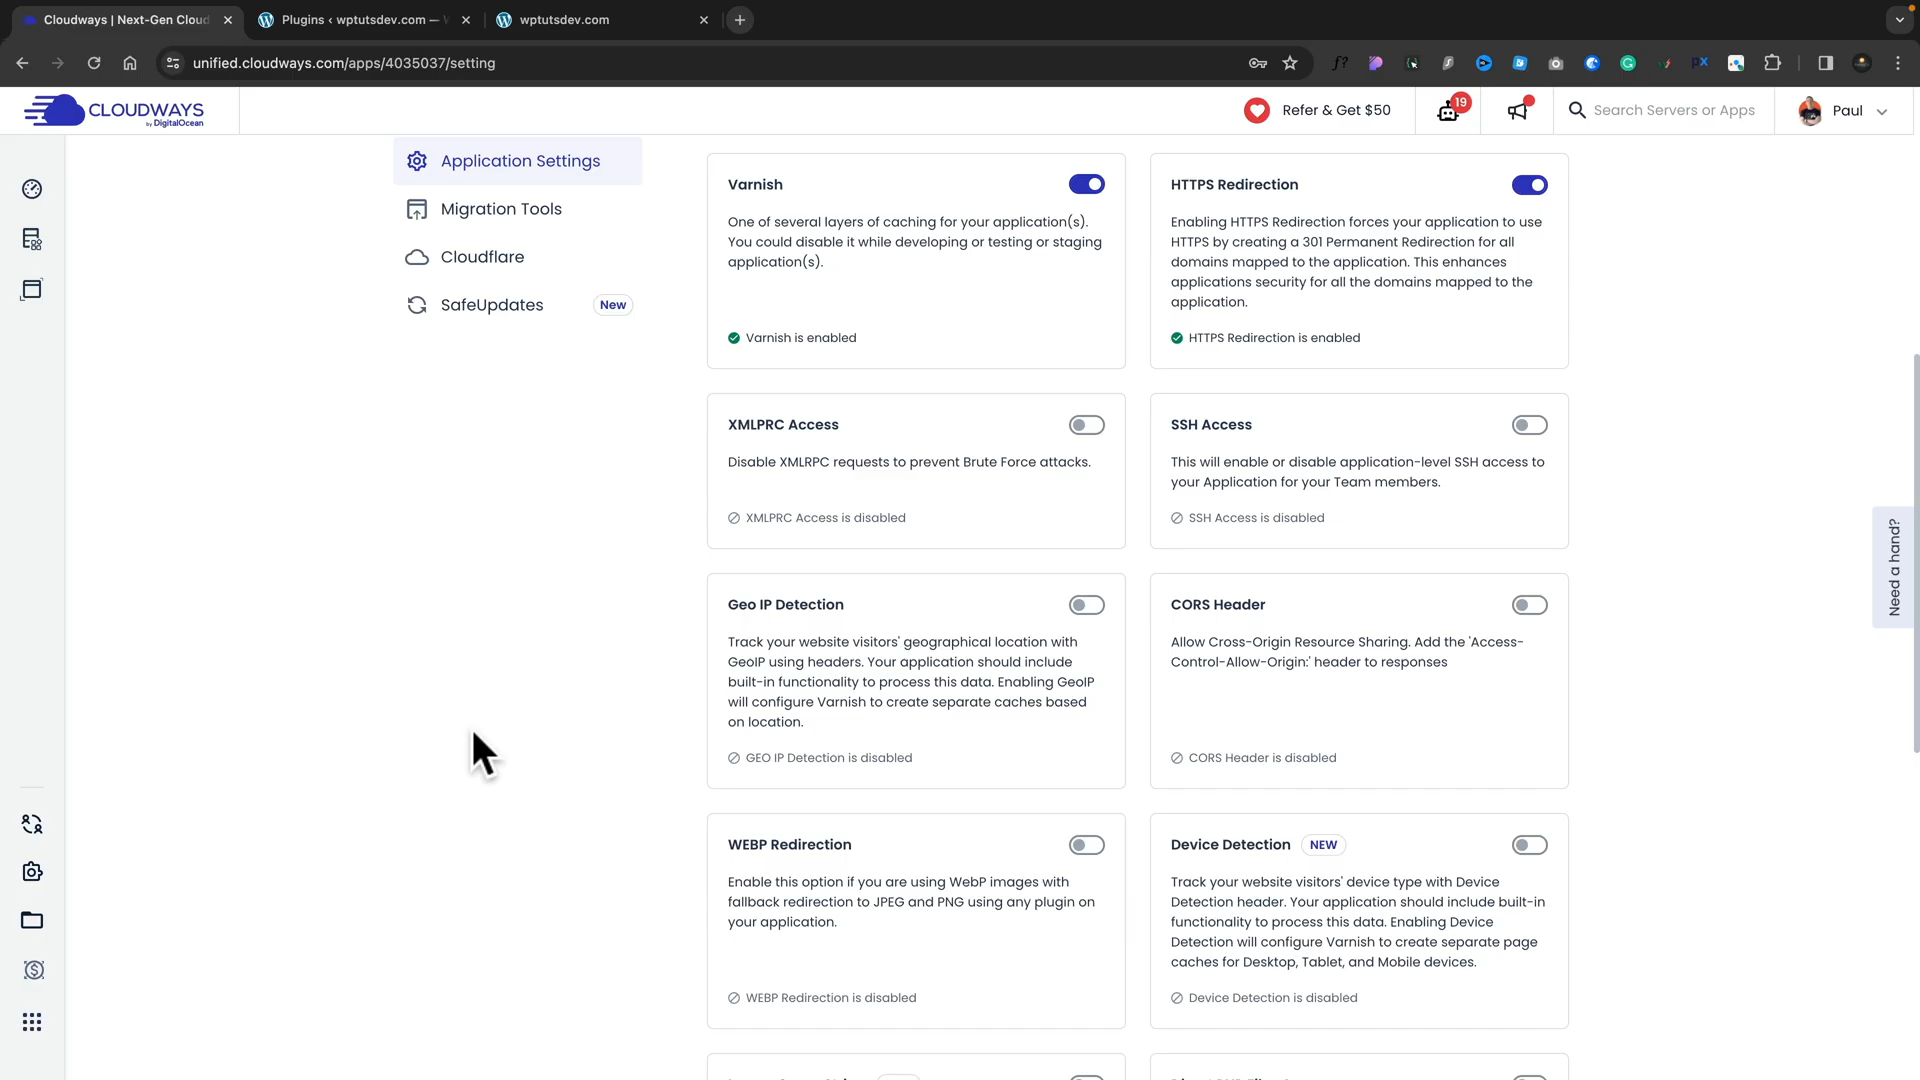 Cloudways | Next-Gen Cloud
Plugins ‹ wptutsdev.com —
wptutsdev.com
unified.cloudways.com/apps/4035037/setting
CLOUDWAYS
by DigitalOcean
Refer & Get $50
19
Search Servers or Apps
Paul
Application Settings
Migration Tools
Cloudflare
SafeUpdates
New
Varnish
One of several layers of caching for your application(s).
You could disable it while developing or testing or staging
application(s).
Varnish is enabled
HTTPS Redirection
Enabling HTTPS Redirection forces your application to use
HTTPS by creating a 301 Permanent Redirection for all
domains mapped to the application. This enhances
applications security for all the domains mapped to the
application.
HTTPS Redirection is enabled
XMLPRC Access
Disable XMLRPC requests to prevent Brute Force attacks.
XMLPRC Access is disabled
SSH Access
This will enable or disable application-level SSH access to
your Application for your Team members.
SSH Access is disabled
Geo IP Detection
Track your website visitors' geographical location with
GeoIP using headers. Your application should include
built-in functionality to process this data. Enabling GeoIP
will configure Varnish to create separate caches based
on location.
GEO IP Detection is disabled
CORS Header
Allow Cross-Origin Resource Sharing. Add the 'Access-
Control-Allow-Origin:' header to responses
CORS Header is disabled
WEBP Redirection
Enable this option if you are using WebP images with
fallback redirection to JPEG and PNG using any plugin on
your application.
WEBP Redirection is disabled
Device Detection
NEW
Track your website visitors' device type with Device
Detection header. Your application should include built-in
functionality to process this data. Enabling Device
Detection will configure Varnish to create separate page
caches for Desktop, Tablet, and Mobile devices.
Device Detection is disabled
Need a hand?